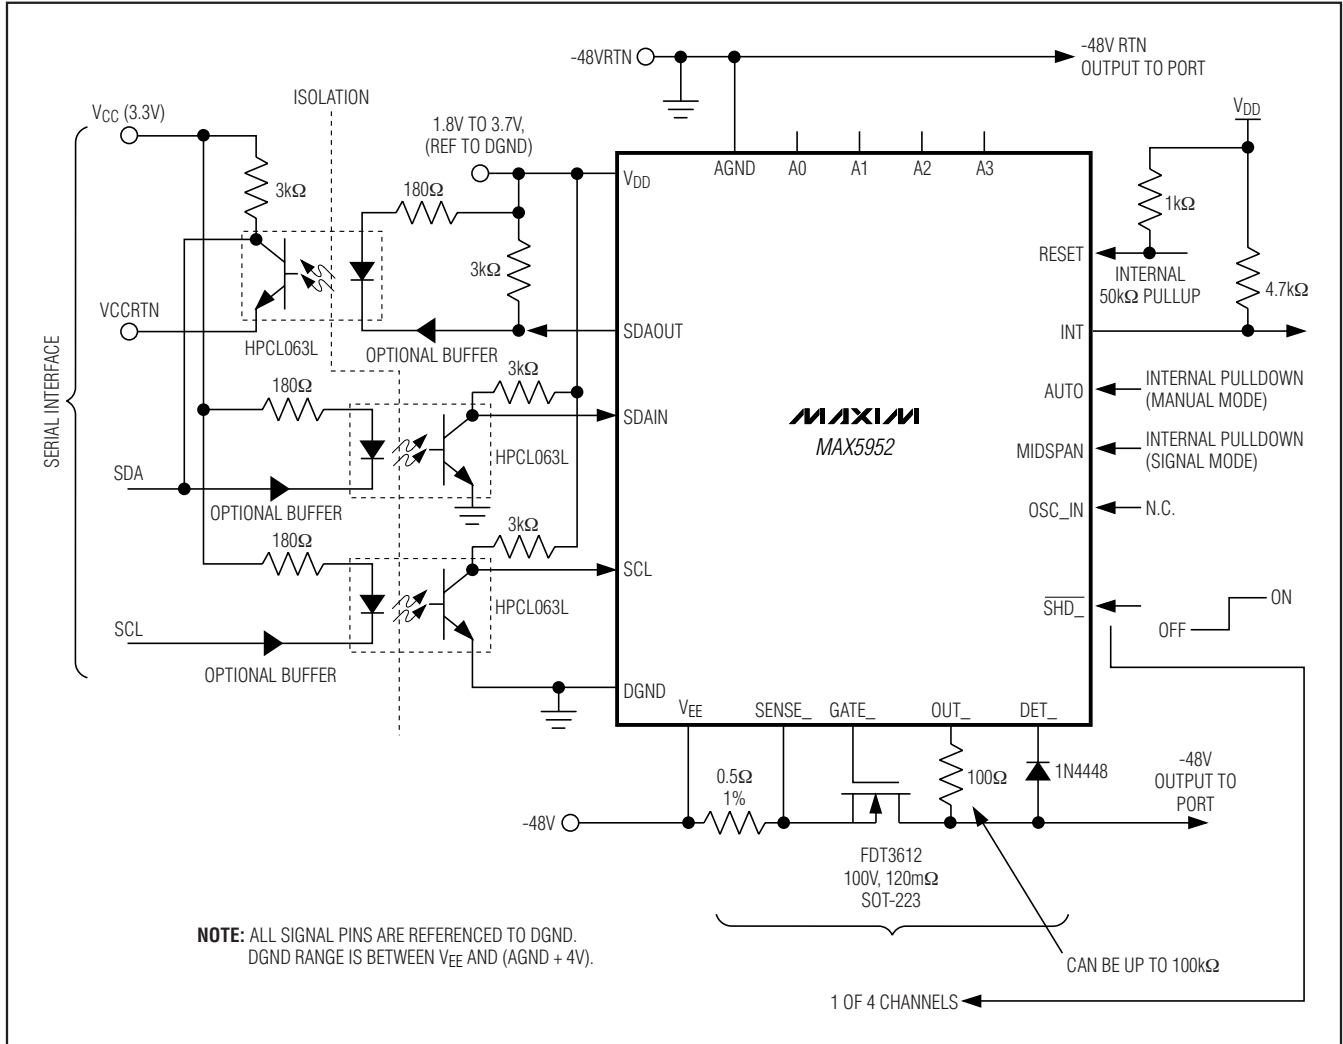 -48VRTN
-48V RTN
OUTPUT TO PORT
ISOLATION
VCC (3.3V)
1.8V TO 3.7V,
(REF TO DGND)
VDD
3kΩ
180Ω
3kΩ
VDD
AGND
A0
A1
A2
A3
1kΩ
RESET
INTERNAL
50kΩ PULLUP
4.7kΩ
VCCRTN
HPCL063L
OPTIONAL BUFFER
SDAOUT
INT
SERIAL INTERFACE
180Ω
3kΩ
SDAIN
HPCL063L
AUTO
INTERNAL PULLDOWN
(MANUAL MODE)
MAXIM
MAX5952
MIDSPAN
INTERNAL PULLDOWN
(SIGNAL MODE)
SDA
OPTIONAL BUFFER
OSC_IN
N.C.
180Ω
3kΩ
SCL
HPCL063L
SHD_
OFF
ON
SCL
OPTIONAL BUFFER
DGND
VEE
SENSE_
GATE_
OUT_
DET_
0.5Ω
1%
100Ω
1N4448
-48V
OUTPUT TO
PORT
-48V
FDT3612
100V, 120mΩ
SOT-223
NOTE: ALL SIGNAL PINS ARE REFERENCED TO DGND.
DGND RANGE IS BETWEEN VEE AND (AGND + 4V).
CAN BE UP TO 100kΩ
1 OF 4 CHANNELS